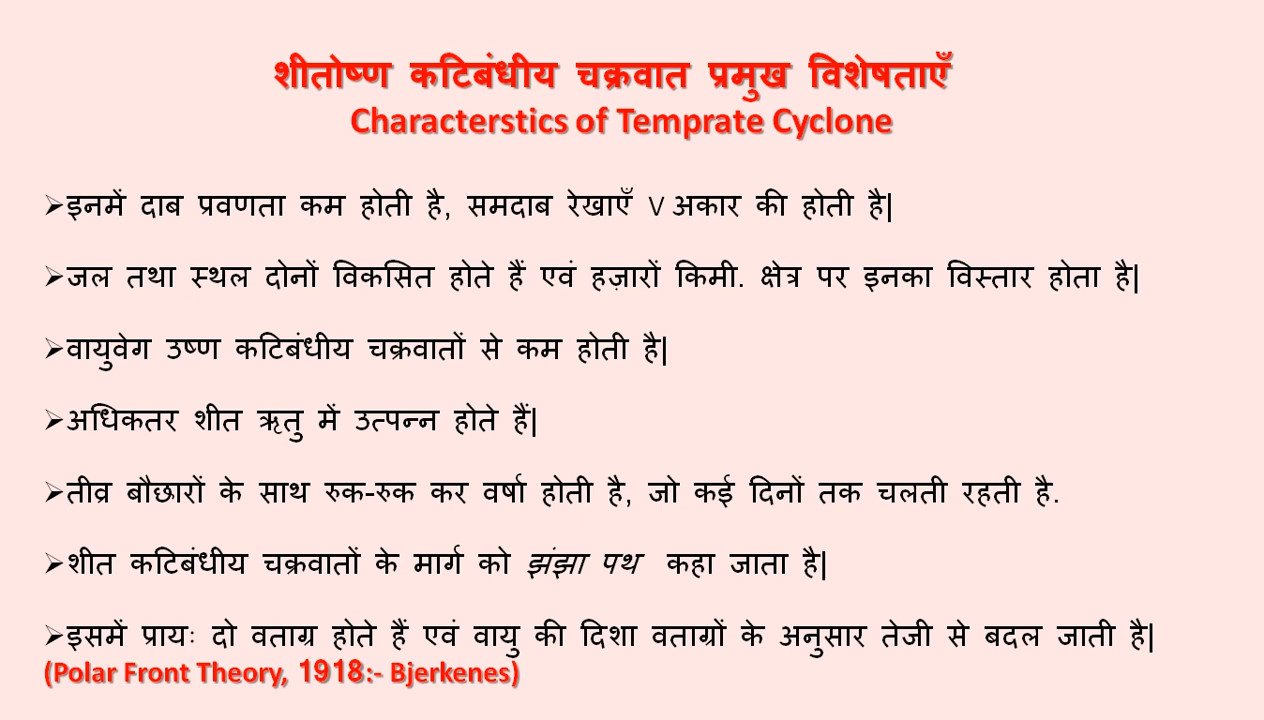 शीतोष्ण कटिबंधीय चक्रवात प्रमुख विशेषताएँ
Characterstics of Temprate Cyclone
➢इनमें दाब प्रवणता कम होती है, समदाब रेखाएँ V अकार की होती है|
➢जल तथा स्थल दोनों विकसित होते हैं एवं हज़ारों किमी. क्षेत्र पर इनका विस्तार होता है|
➢वायुवेग उष्ण कटिबंधीय चक्रवातों से कम होती है|
➢अधिकतर शीत ऋतु में उत्पन्न होते हैं|
➢तीव्र बौछारों के साथ रुक-रुक कर वर्षा होती है, जो कई दिनों तक चलती रहती है.
➢शीत कटिबंधीय चक्रवातों के मार्ग को झंझा पथ कहा जाता है|
➢इसमें प्रायः दो वताग्र होते हैं एवं वायु की दिशा वताग्रों के अनुसार तेजी से बदल जाती है|
(Polar Front Theory, 1918:- Bjerkenes)